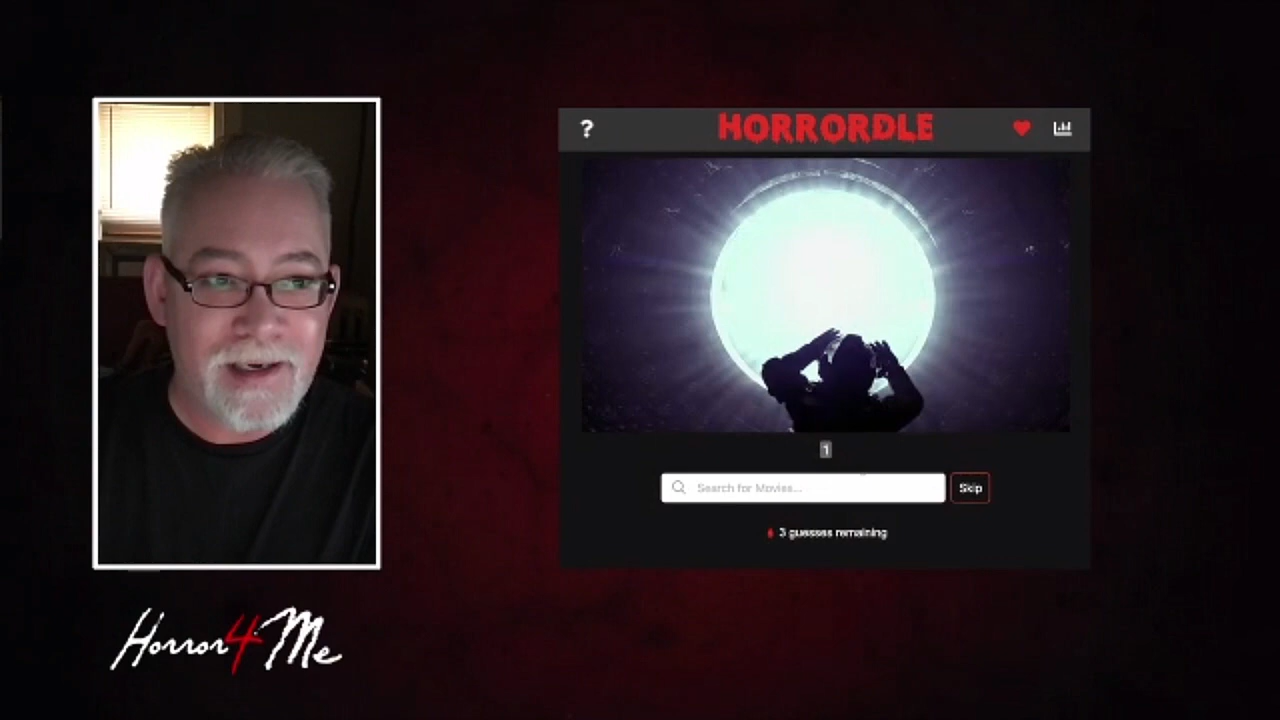 ? HORRORDLE
1
Search for Movies...
Skip
3 guesses remaining
Horror4Me